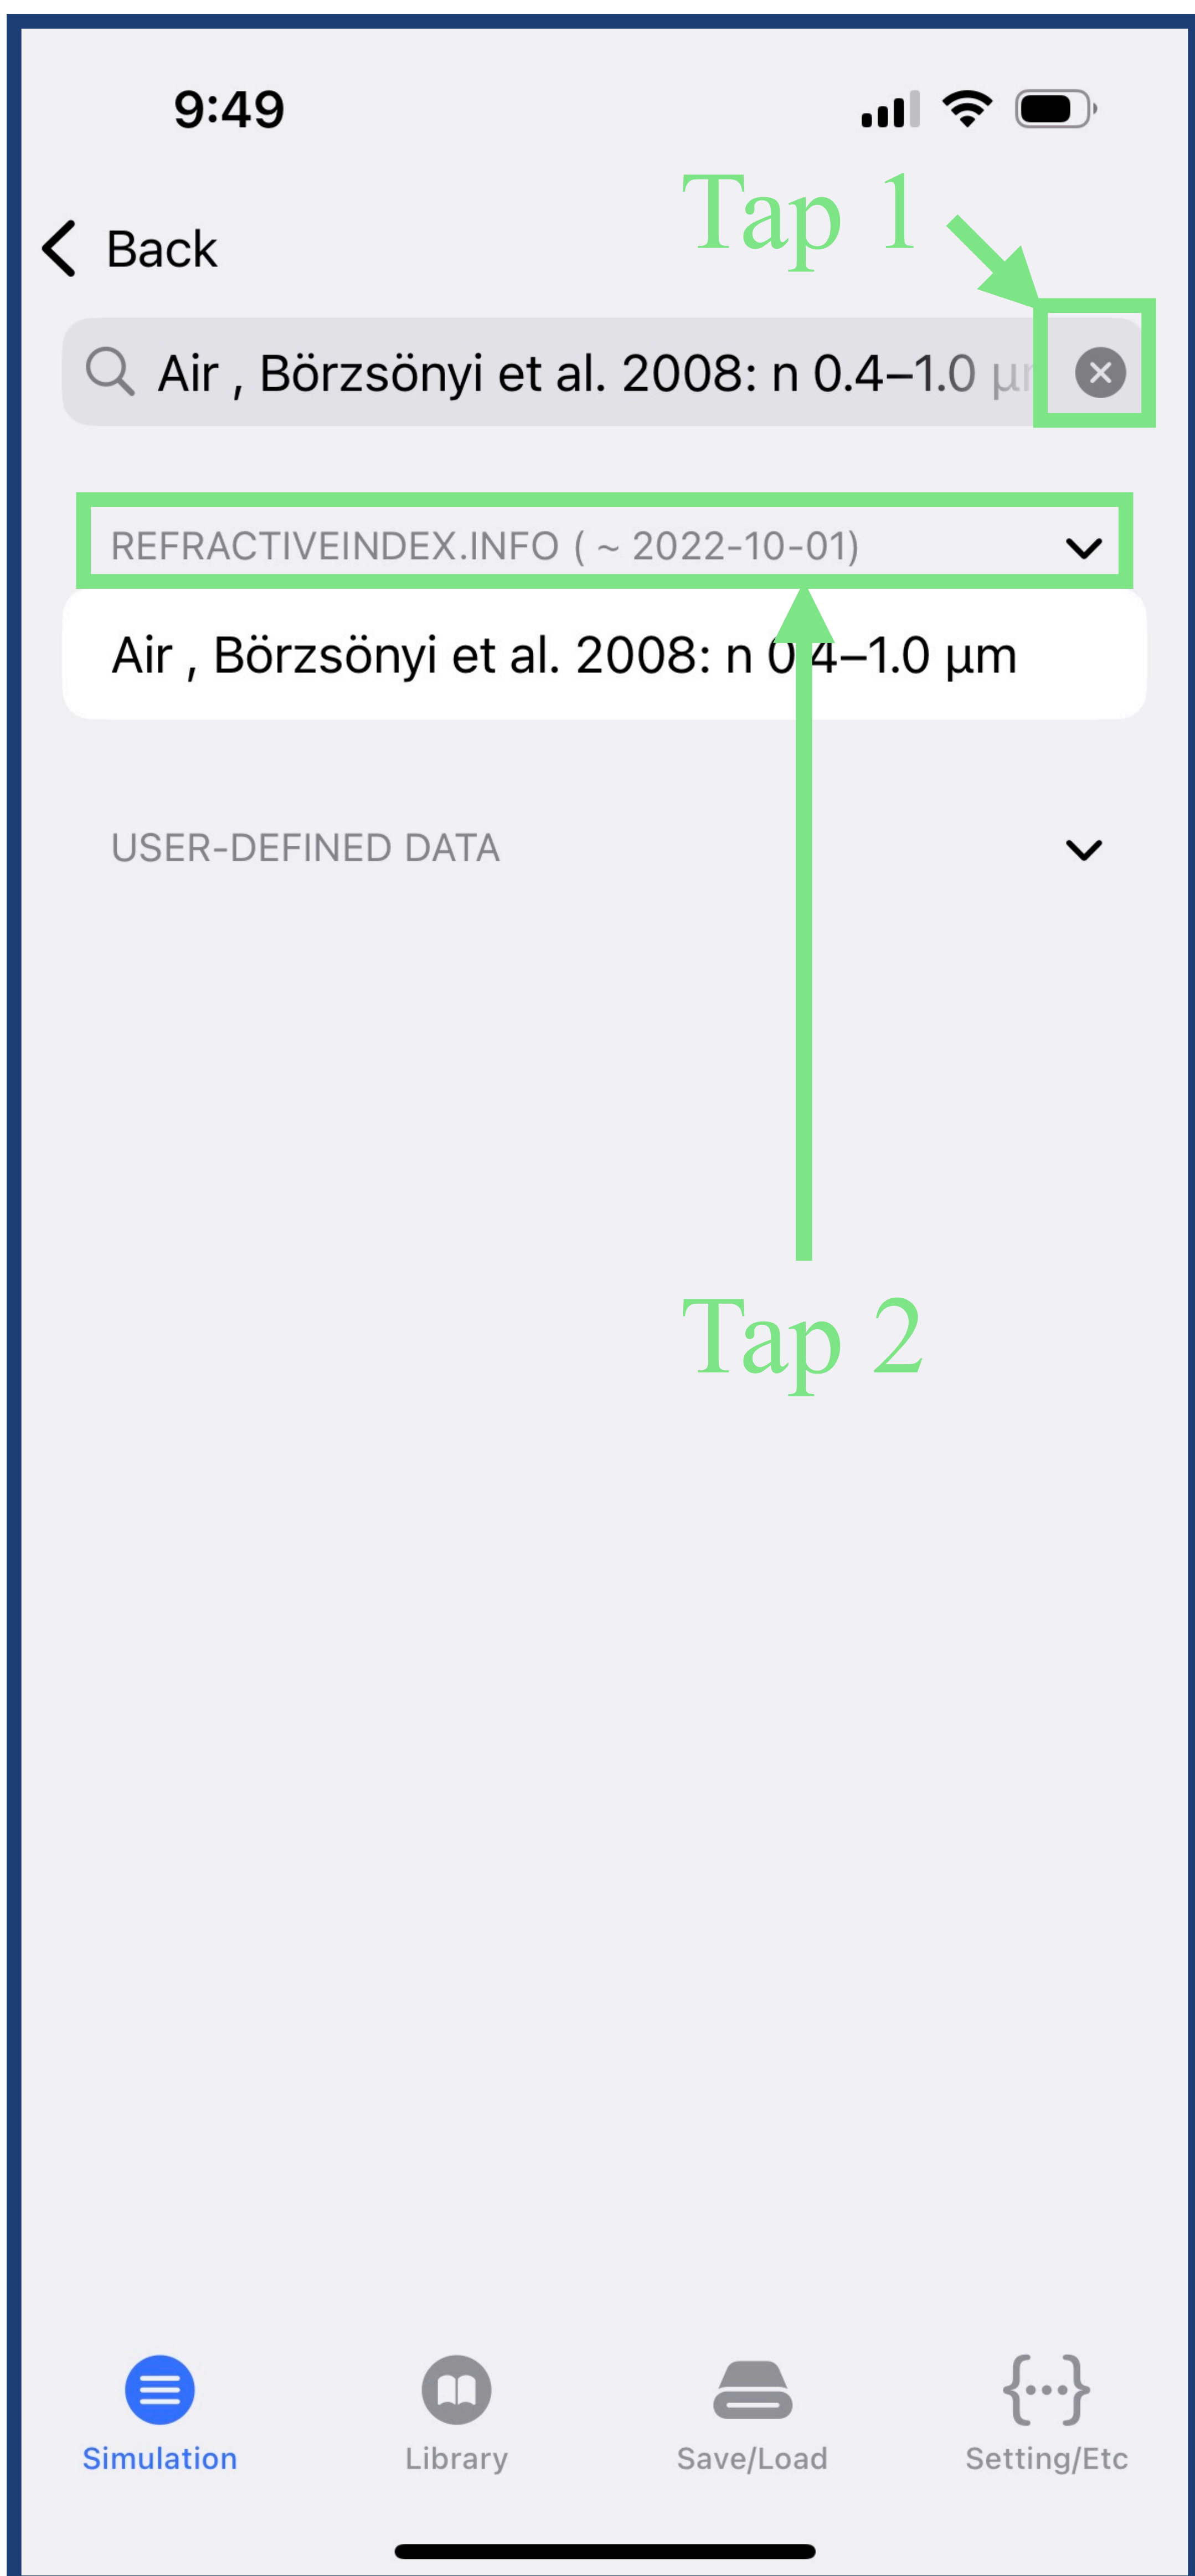 9:49
Tap 1
Back
Air , Börzsönyi et al. 2008: n 0.4–1.0 μm
REFRACTIVEINDEX.INFO ( ~ 2022-10-01)
Air , Börzsönyi et al. 2008: n 0.4–1.0 μm
USER-DEFINED DATA
Tap 2
Simulation
Library
Save/Load
Setting/Etc